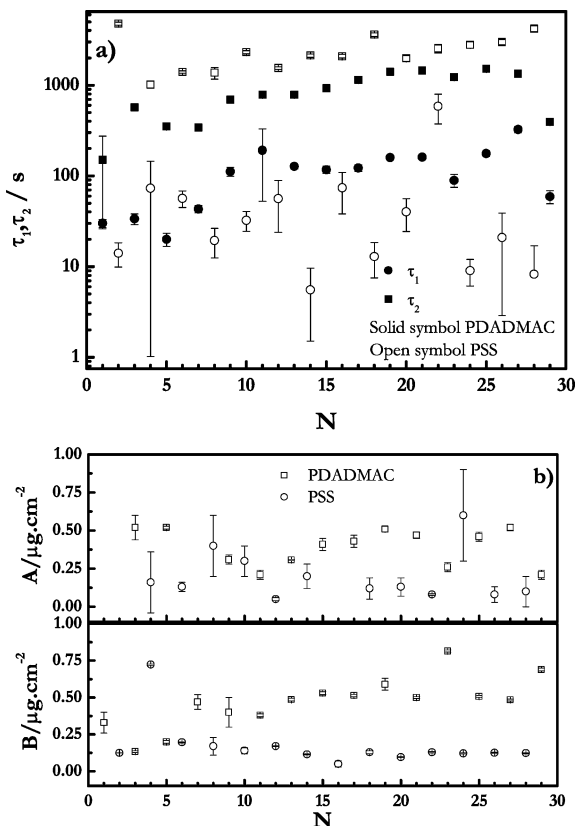 a)
1000
100
10
1
τ1,τ2 / s
τ1
τ2
Solid symbol PDADMAC
Open symbol PSS
0 5 10 15 20 25 30
N
b)
PDADMAC
PSS
1.00
0.75
0.50
0.25
0.00
A/μg.cm-2
1.00
0.75
0.50
0.25
0.00
B/μg.cm-2
0 5 10 15 20 25 30
N